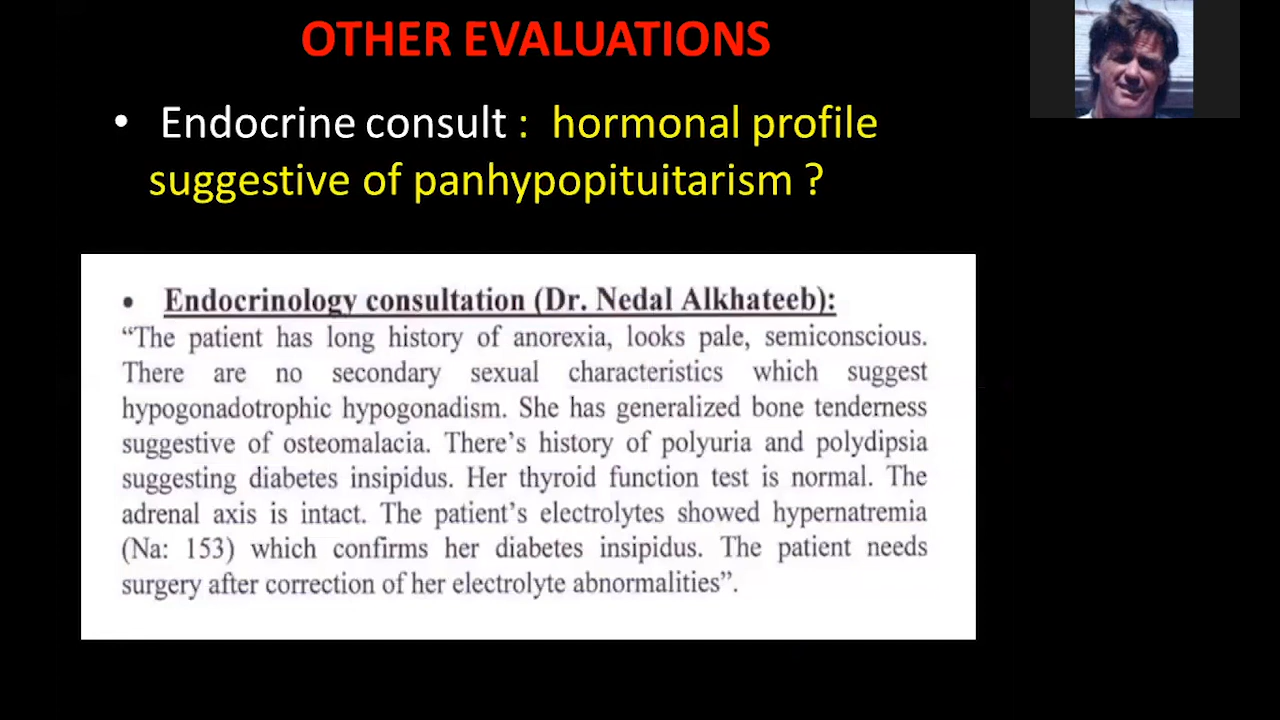 OTHER EVALUATIONS
• Endocrine consult : hormonal profile
suggestive of panhypopituitarism ?
• Endocrinology consultation (Dr. Nedal Alkhateeb):
“The patient has long history of anorexia, looks pale, semiconscious.
There are no secondary sexual characteristics which suggest
hypogonadotrophic hypogonadism. She has generalized bone tenderness
suggestive of osteomalacia. There’s history of polyuria and polydipsia
suggesting diabetes insipidus. Her thyroid function test is normal. The
adrenal axis is intact. The patient’s electrolytes showed hypernatremia
(Na: 153) which confirms her diabetes insipidus. The patient needs
surgery after correction of her electrolyte abnormalities”.